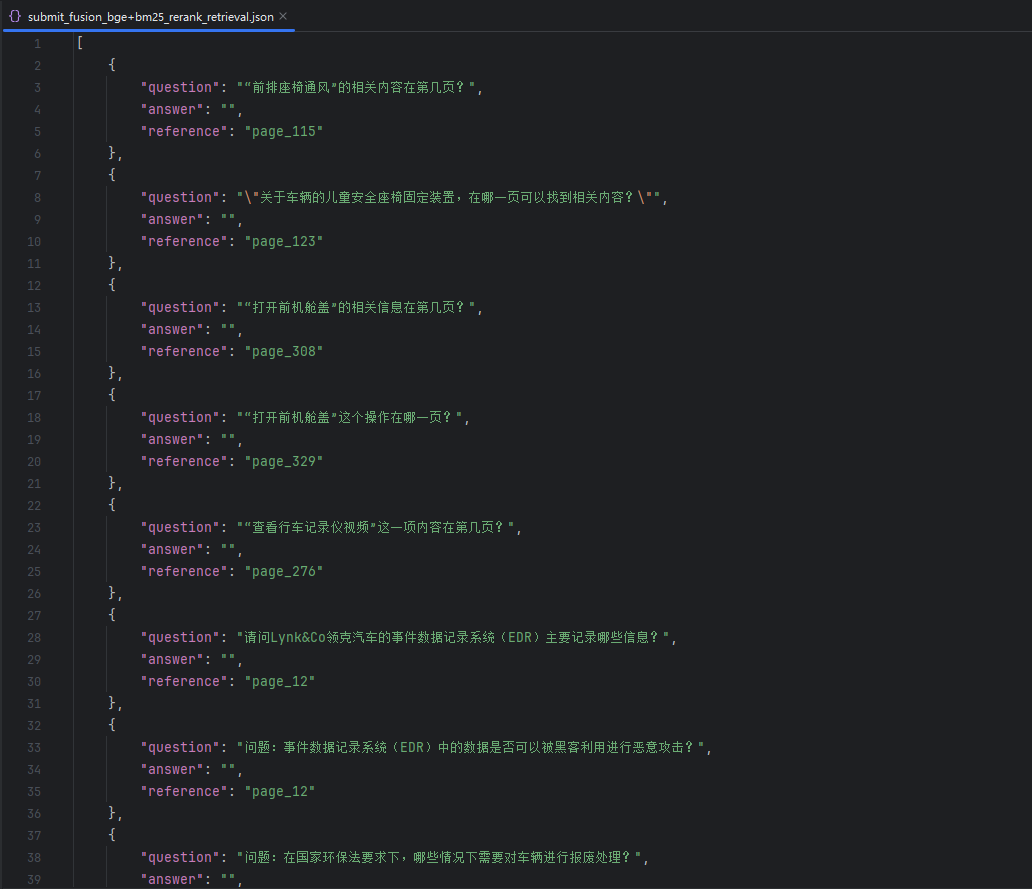 {} submit_fusion_bge+bm25_rerank_retrieval.json ×
1 [
2 {
3 "question": "“前排座椅通风”的相关内容在第几页？",
4 "answer": "",
5 "reference": "page_115"
6 },
7 {
8 "question": "\"关于车辆的儿童安全座椅固定装置，在哪一页可以找到相关内容？\"",
9 "answer": "",
10 "reference": "page_123"
11 },
12 {
13 "question": "“打开前机舱盖”的相关信息在第几页？",
14 "answer": "",
15 "reference": "page_308"
16 },
17 {
18 "question": "“打开前机舱盖”这个操作在哪一页？",
19 "answer": "",
20 "reference": "page_329"
21 },
22 {
23 "question": "“查看行车记录仪视频”这一项内容在第几页？",
24 "answer": "",
25 "reference": "page_276"
26 },
27 {
28 "question": "请问Lynk&Co领克汽车的事件数据记录系统（EDR）主要记录哪些信息？",
29 "answer": "",
30 "reference": "page_12"
31 },
32 {
33 "question": "问题：事件数据记录系统（EDR）中的数据是否可以被黑客利用进行恶意攻击？",
34 "answer": "",
35 "reference": "page_12"
36 },
37 {
38 "question": "问题：在国家环保法要求下，哪些情况下需要对车辆进行报废处理？",
39 "answer": "",